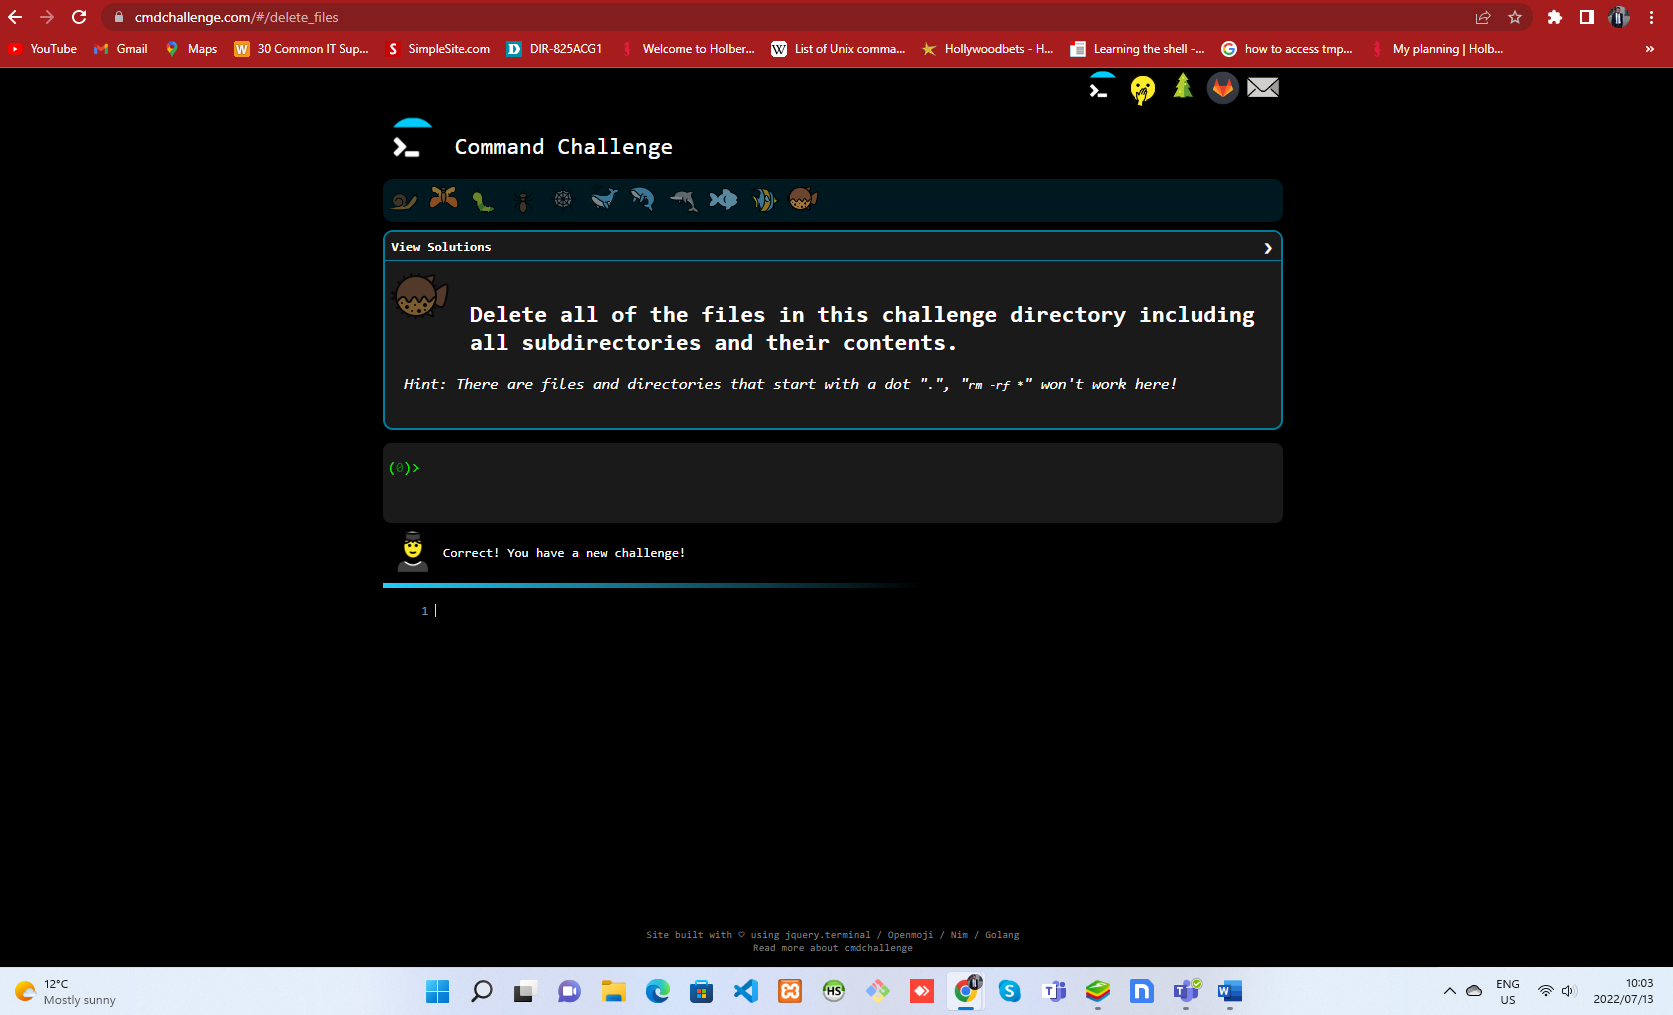 cmdchallenge.com/#/delete_files
YouTube Gmail Maps W 30 Common IT Sup... S SimpleSite.com D DIR-825ACG1 Welcome to Holber... W List of Unix comma... Hollywoodbets - H... Learning the shell -... G how to access tmp... My planning | Holb... »
Command Challenge
View Solutions
Delete all of the files in this challenge directory including
all subdirectories and their contents.
Hint: There are files and directories that start with a dot ".", "rm -rf *" won't work here!
(0)>
Correct! You have a new challenge!
1
Site built with ♡ using jquery.terminal / Openmoji / Nim / Golang
Read more about cmdchallenge
12°C
Mostly sunny
HS
ENG
US
10:03
2022/07/13